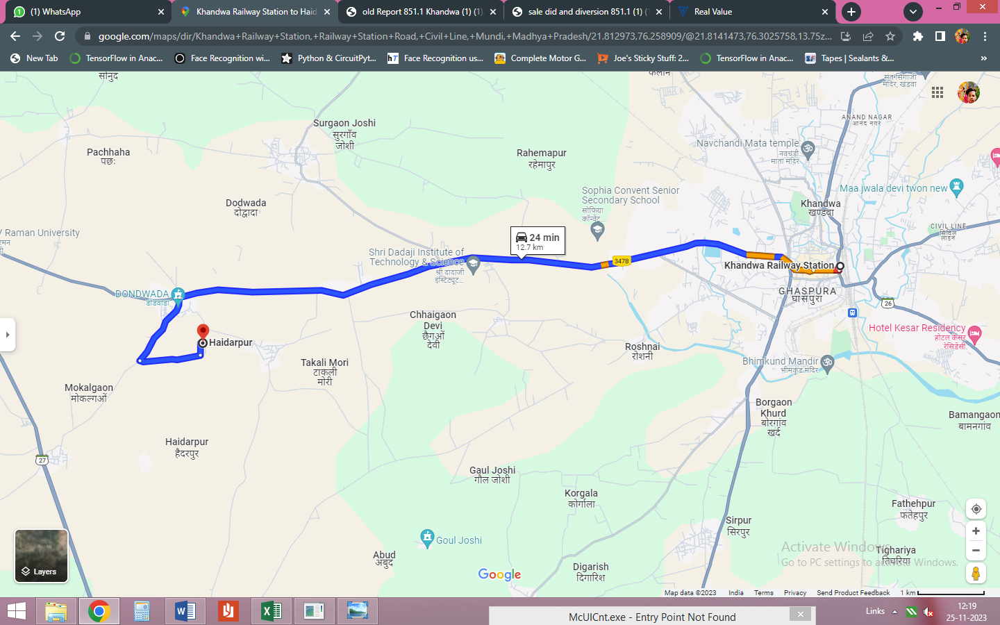 (1) WhatsApp
Khandwa Railway Station to Haid
old Report 851.1 Khandwa (1) (1)
sale did and diversion 851.1 (1) (
Real Value
google.com/maps/dir/Khandwa+Railway+Station,+Railway+Station+Road,+Civil+Line,+Mundi,+Madhya+Pradesh/21.812973,76.258909/@21.8141473,76.3025758,13.75z...
New Tab
TensorFlow in Anac...
Face Recognition wi...
Python & CircuitPyt...
Face Recognition us...
Complete Motor G...
Joe's Sticky Stuff: 2...
TensorFlow in Anac...
Tapes | Sealants &...
»
सोनुद
संत सिंगाजी
मंदिर, खंडवा
ANAND NAGAR
आनंद नगर
Surgaon Joshi
सुरगाँव
जोशी
Pachhaha
पछ:
Rahemapur
रहेमापुर
Navchandi Mata temple
नवचंडी
माता मंदिर
Maa jwala devi twon new
Sophia Convent Senior
Secondary School
सोफिया
कॉन्वेंट...
Dodwada
दोद्वादा
Khandwa
खण्डवा
CIVIL LINE
सिविल
लाईन
V Raman University
रमन
24 min
12.7 km
Shri Dadaji Institute of
Technology & Science
श्री दादाजी
इंस्टिट्यूट...
347B
Khandwa Railway Station
GHASPURA
घासपुरा
26
DONDWADA
डोंडवाडा
Haidarpur
Chhaigaon
Devi
छैगओं
देवी
Hotel Kesar Residency
होटल केसर
रेसिडेंसी
Roshnai
रोशनी
Takali Mori
टाकली
मोरी
Bhimkund Mandir
भीमकुंड मंदिर
Mokalgaon
मोकल्गओं
Borgaon
Khurd
बोरगांव
खर्द
Bamangaon
बामनगांव
Haidarpur
हैदरपुर
27
Gaul Joshi
गौल जोशी
Korgala
कोर्गाला
Fathehpur
फतेहपुर
Sirpur
सिरपुर
Goul Joshi
Abud
अबुद
Activate Windows
Go to PC settings to activate Windows.
Tighariya
तिघरिया
Digarish
दिगारिश
Layers
Google
Map data ©2023 India Terms Privacy Send Product Feedback 1 km
McUICnt.exe - Entry Point Not Found
Links
12:19
25-11-2023